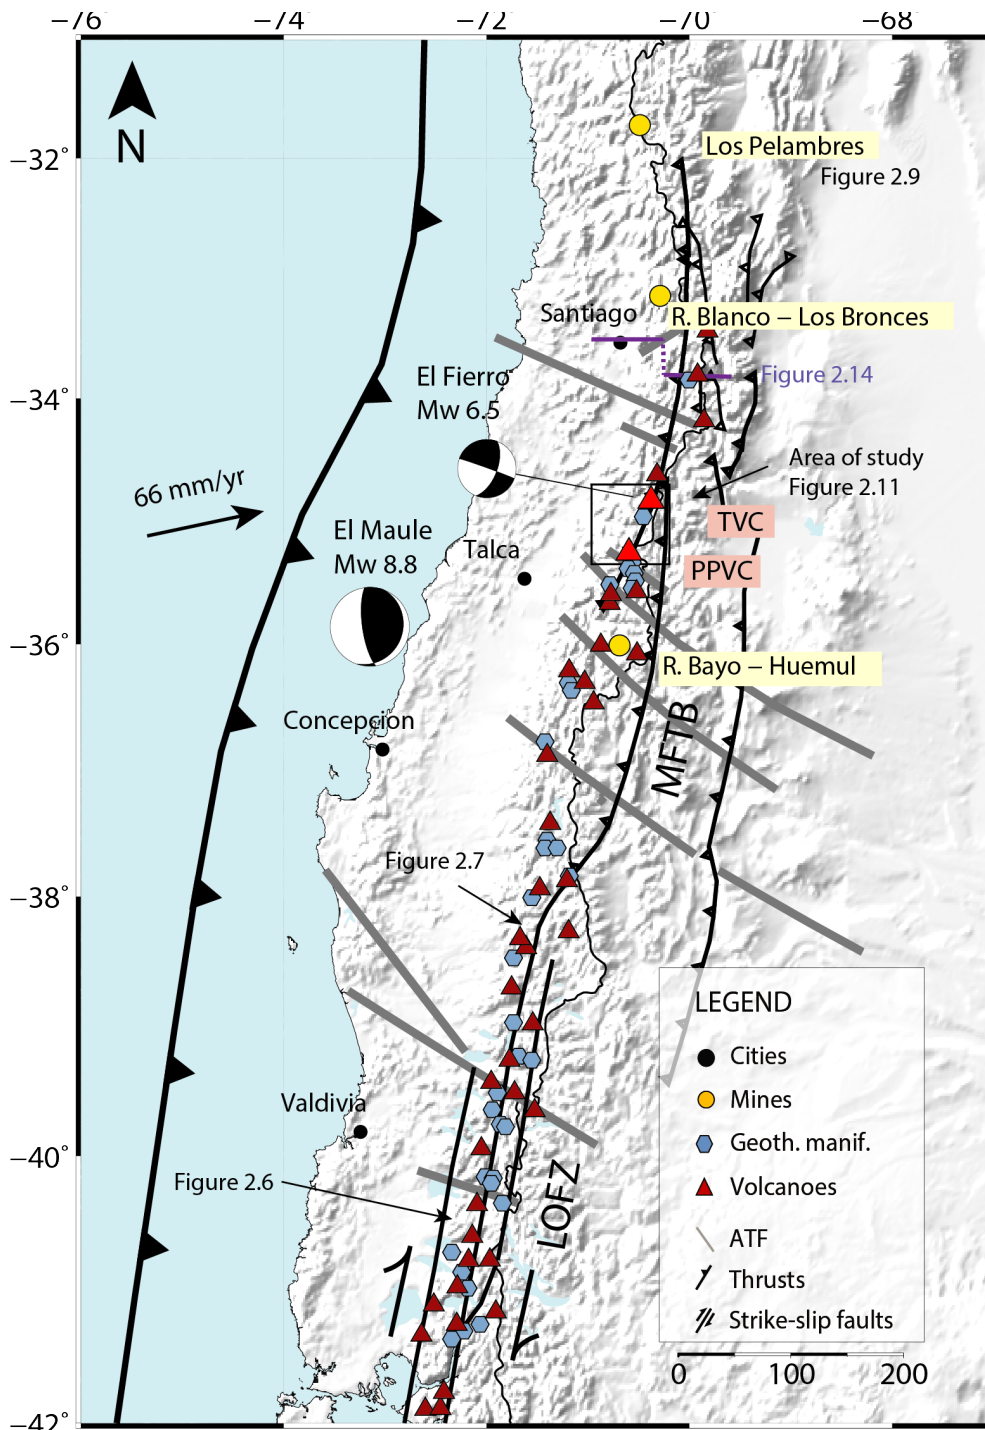 −76° −74° −72° −70° −68°
N
−32°
Los Pelambres
Figure 2.9
Santiago
R. Blanco – Los Bronces
El Fierro
Mw 6.5
Figure 2.14
−34°
66 mm/yr
Area of study
Figure 2.11
El Maule
Mw 8.8
Talca
TVC
PPVC
−36°
R. Bayo – Huemul
Concepcion
MFTB
Figure 2.7
−38°
LEGEND
Cities
Mines
Geoth. manif.
Volcanoes
ATF
Thrusts
Strike-slip faults
0 100 200
Valdivia
−40°
Figure 2.6
LOFZ
−42°